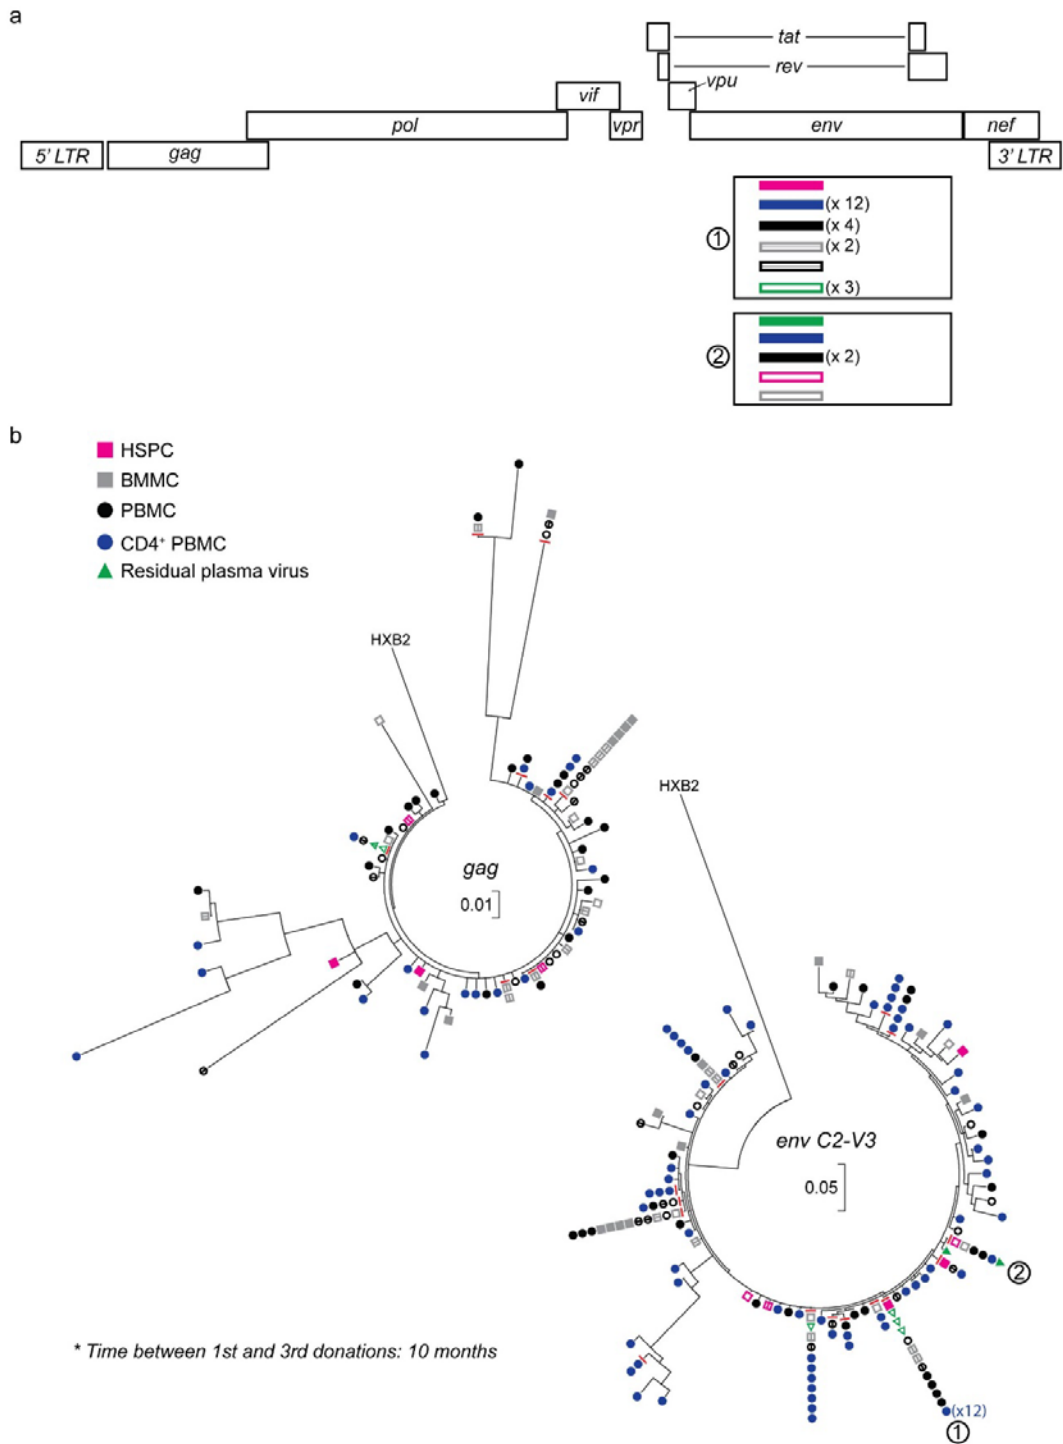 a
tat
rev
vpu
vif
pol
vpr
env
nef
5' LTR
gag
3' LTR
(x 12)
(x 4)
1
(x 2)
(x 3)
2
(x 2)
b
HSPC
BMMC
PBMC
CD4+ PBMC
Residual plasma virus
HXB2
gag
0.01
HXB2
env C2-V3
0.05
2
* Time between 1st and 3rd donations: 10 months
(x12)
1